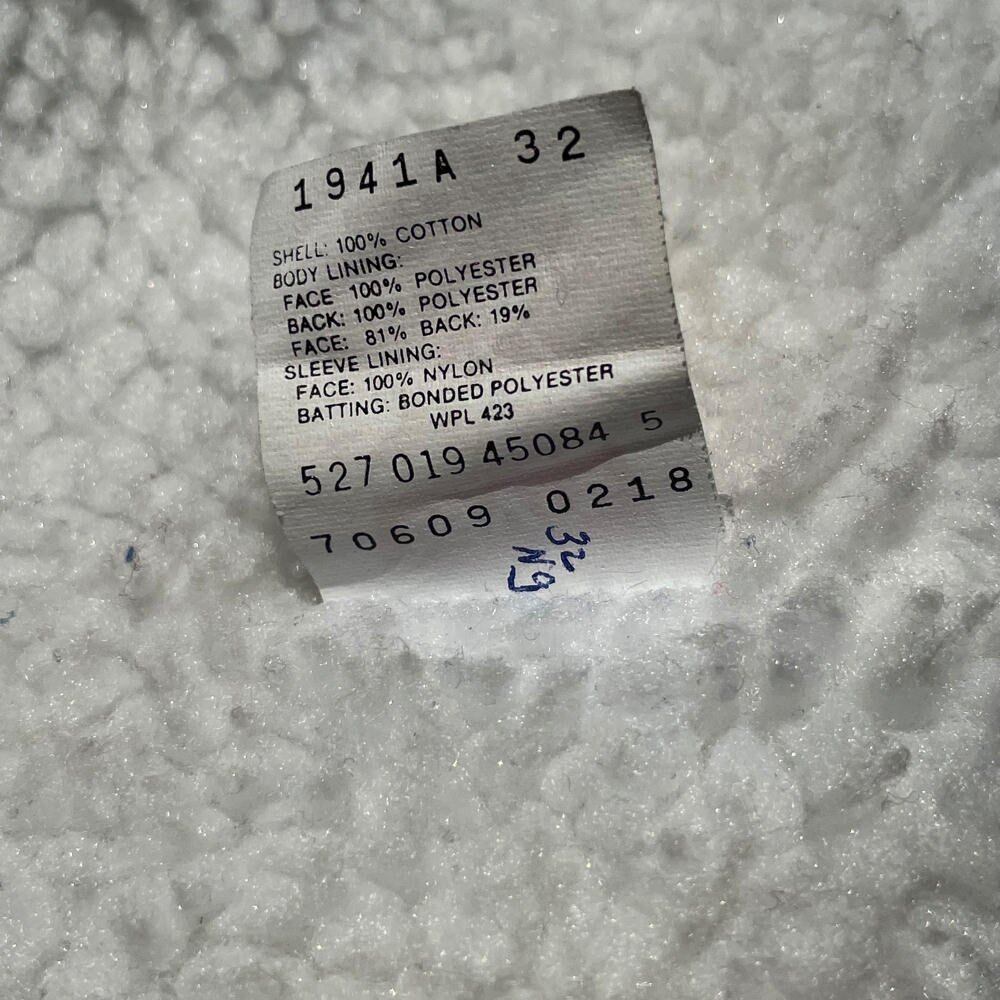 1941A 32
SHELL: 100% COTTON
BODY LINING:
FACE 100% POLYESTER
BACK: 100% POLYESTER
FACE: 81% BACK: 19%
SLEEVE LINING:
FACE: 100% NYLON
BATTING: BONDED POLYESTER
WPL 423
527 019 45084 5
70609 0218
32
N9